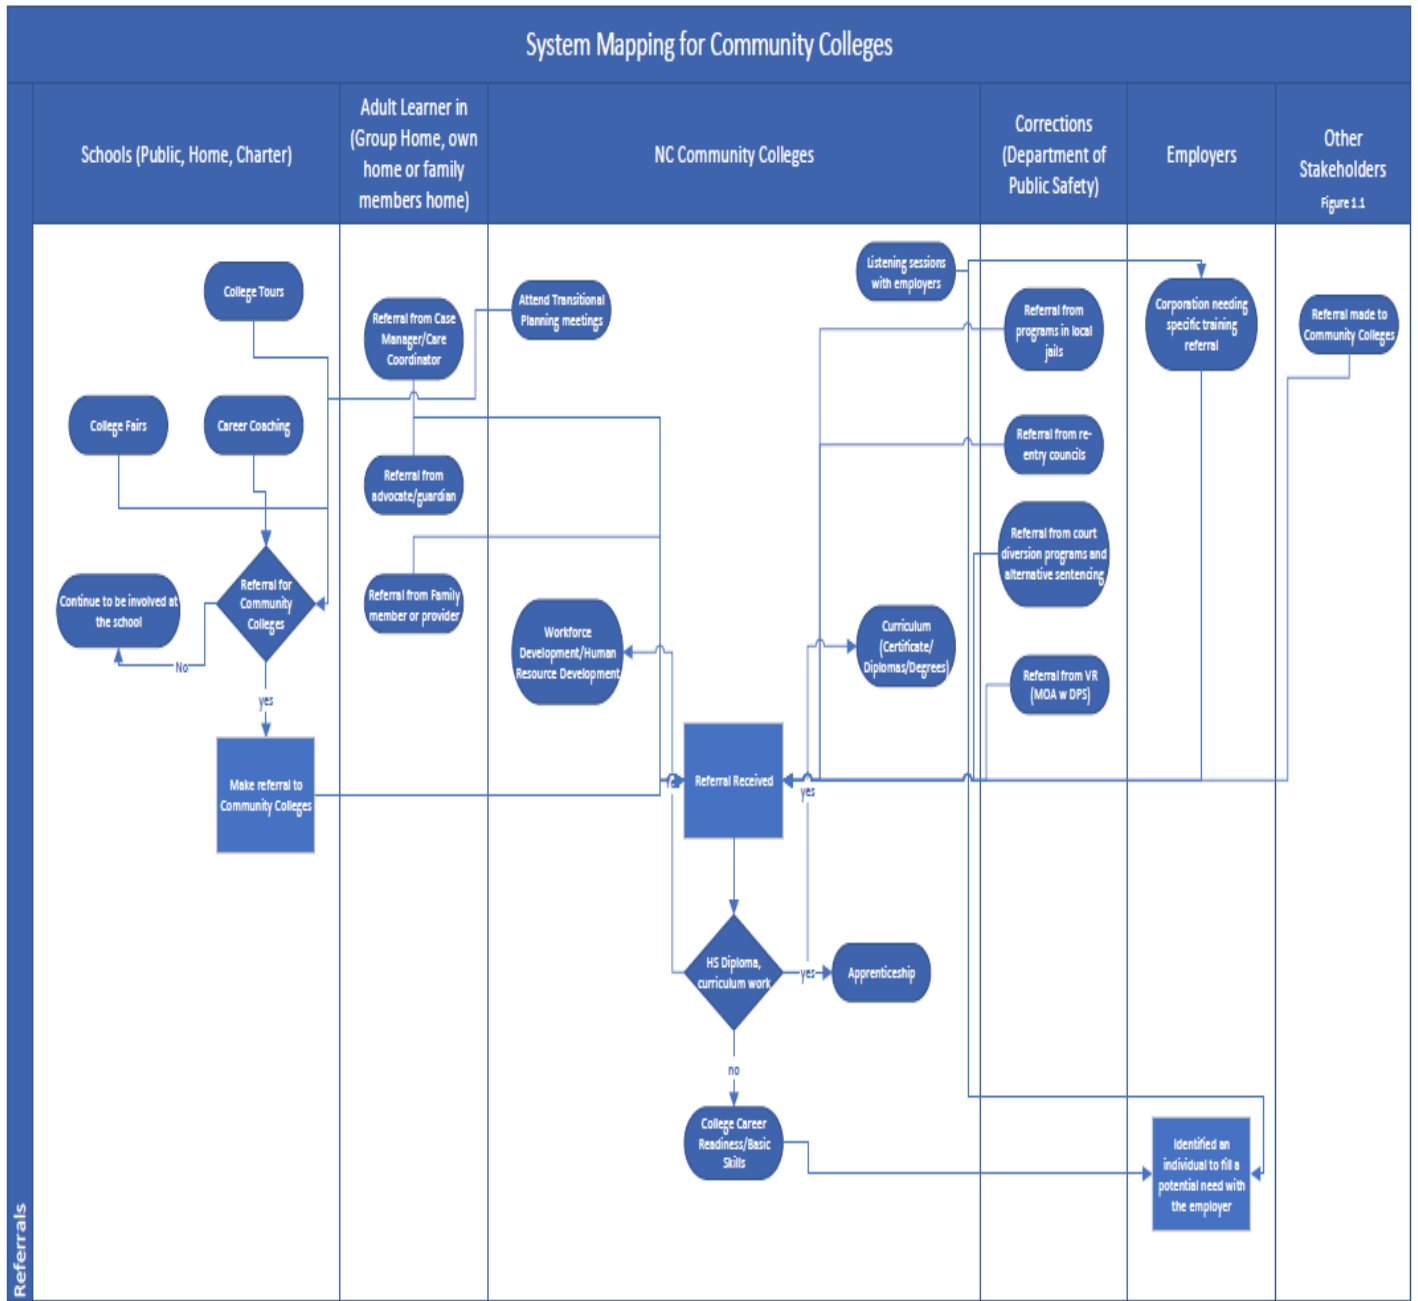 System Mapping for Community Colleges
Schools (Public, Home, Charter)
Adult Learner in
(Group Home, own
home or family
members home)
NC Community Colleges
Corrections
(Department of
Public Safety)
Employers
Other
Stakeholders
Figure 1.1
College Tours
College Fairs
Career Coaching
Referral for
Community
Colleges
Continue to be involved at
the school
No
yes
Make referral to
Community Colleges
Referral from Case
Manager/Care
Coordinator
Referral from
advocate/guardian
Referral from Family
member or provider
Attend Transitional
Planning meetings
Listening sessions
with employers
Workforce
Development/Human
Resource Development
Curriculum
(Certificate/
Diplomas/Degrees)
Referral Received
yes
HS Diploma,
curriculum work
yes
Apprenticeship
no
College Career
Readiness/Basic
Skills
Referral from
programs in local
jails
Referral from re-
entry councils
Referral from court
diversion programs and
alternative sentencing
Referral from VR
(MOA w DPS)
Corporation needing
specific training
referral
Identified an
individual to fill a
potential need with
the employer
Referral made to
Community Colleges
Referrals